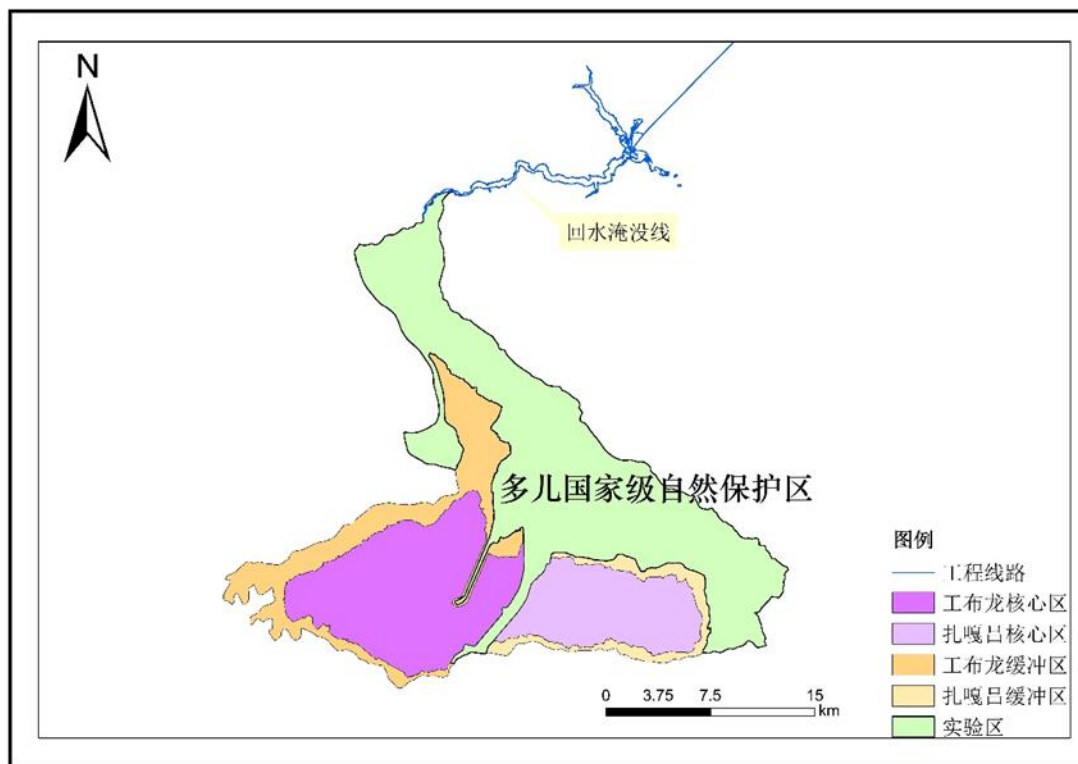 N
回水淹没线
多儿国家级自然保护区
图例
工程线路
工布龙核心区
扎嘎吕核心区
工布龙缓冲区
扎嘎吕缓冲区
实验区
0 3.75 7.5 15
km